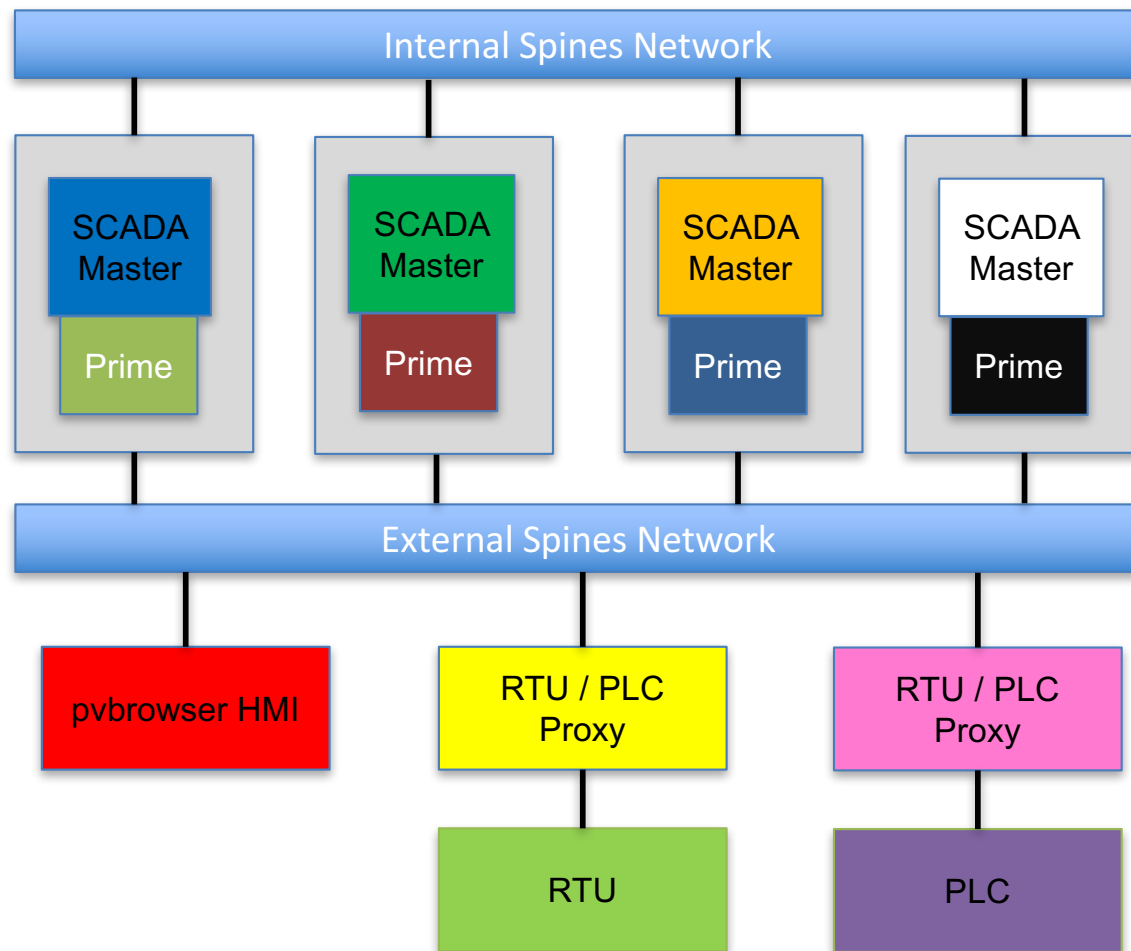 Internal Spines Network
SCADA
Master
Prime
SCADA
Master
Prime
SCADA
Master
Prime
SCADA
Master
Prime
External Spines Network
pvbrowser HMI
RTU / PLC
Proxy
RTU / PLC
Proxy
RTU
PLC